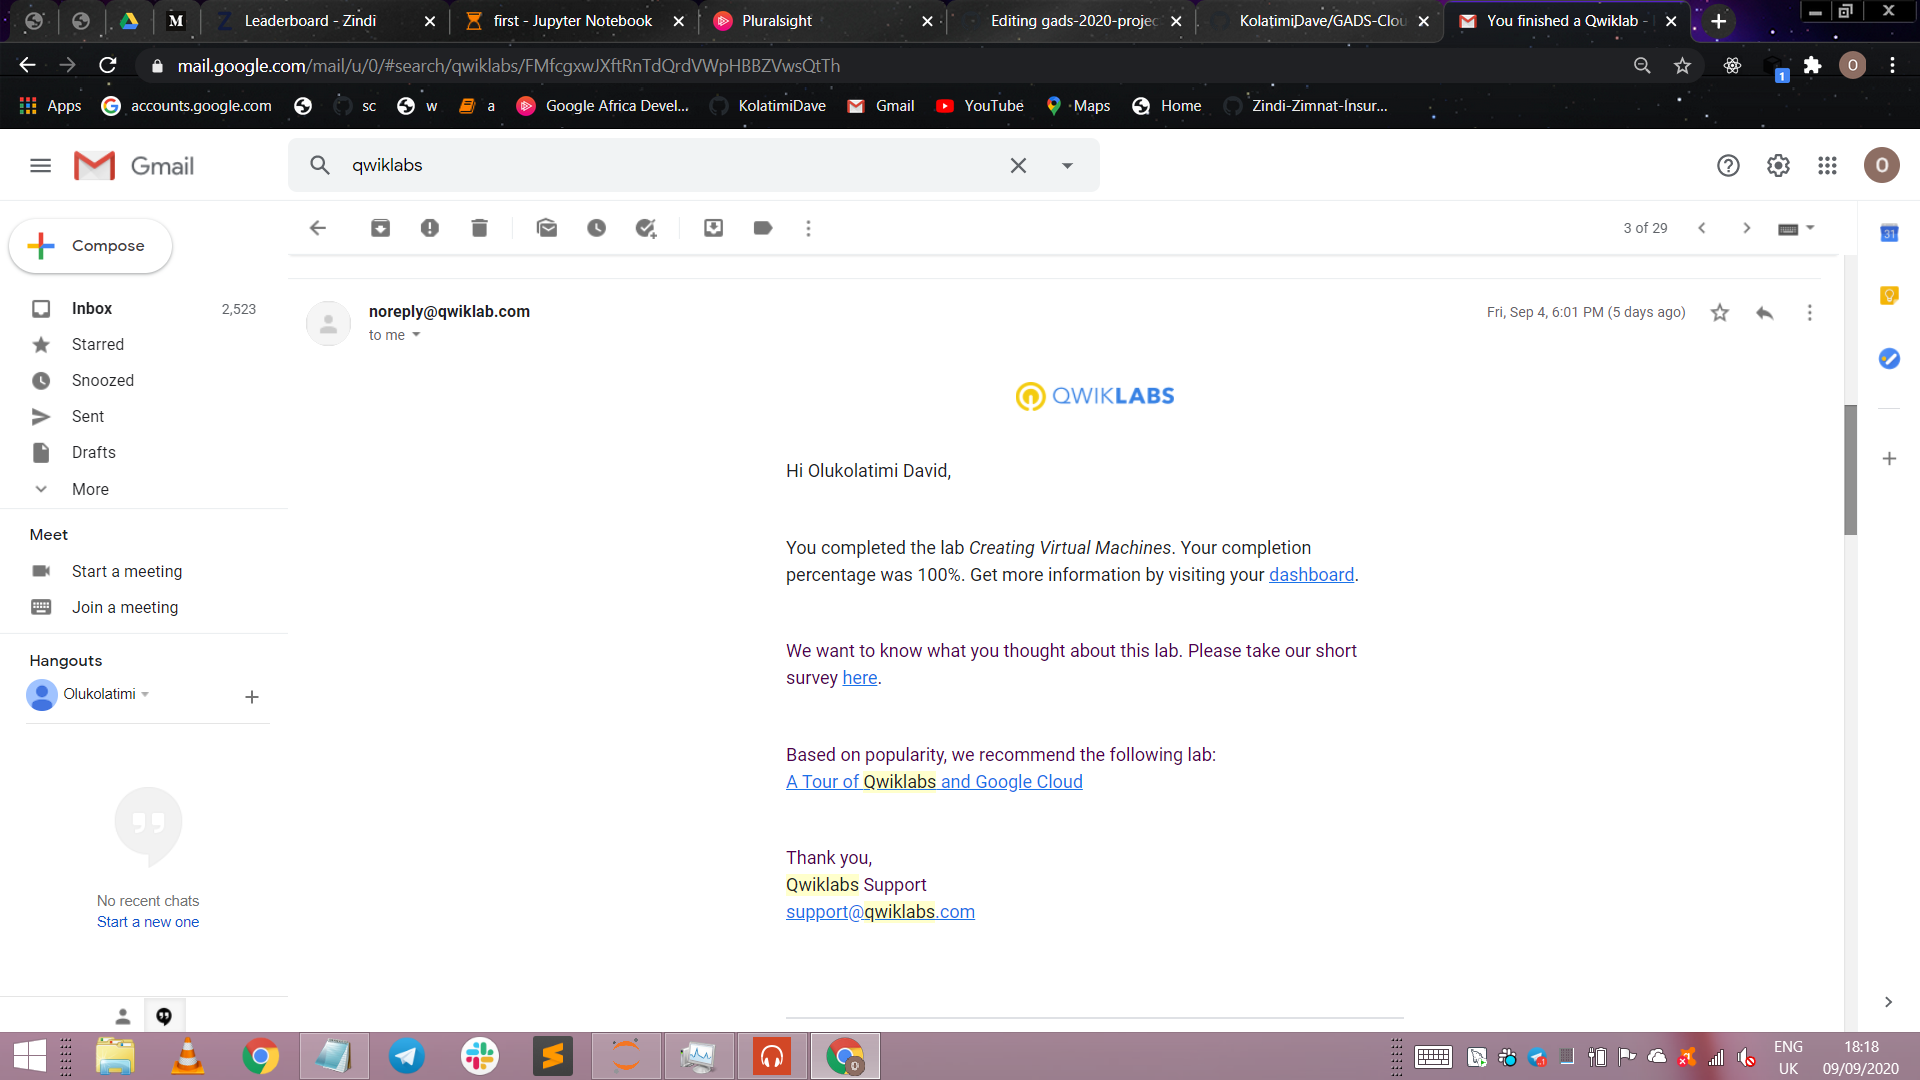 Leaderboard - Zindi
first - Jupyter Notebook
Pluralsight
Editing gads-2020-projec
KolatimiDave/GADS-Clou
You finished a Qwiklab -
mail.google.com/mail/u/0/#search/qwiklabs/FMfcgxwJXftRnTdQrdVWpHBBZVwsQtTh
O
1
Apps
accounts.google.com
sc
w
a
Google Africa Devel...
KolatimiDave
Gmail
YouTube
Maps
Home
Zindi-Zimnat-Insur...
Gmail
qwiklabs
O
Compose
3 of 29
31
Inbox 2,523
Starred
Snoozed
Sent
Drafts
More
Meet
Start a meeting
Join a meeting
Hangouts
Olukolatimi
No recent chats
Start a new one
noreply@qwiklab.com
Fri, Sep 4, 6:01 PM (5 days ago)
to me
QWIKLABS
Hi Olukolatimi David,
You completed the lab Creating Virtual Machines. Your completion
percentage was 100%. Get more information by visiting your dashboard.
We want to know what you thought about this lab. Please take our short
survey here.
Based on popularity, we recommend the following lab:
A Tour of Qwiklabs and Google Cloud
Thank you,
Qwiklabs Support
support@qwiklabs.com
ENG
UK
18:18
09/09/2020